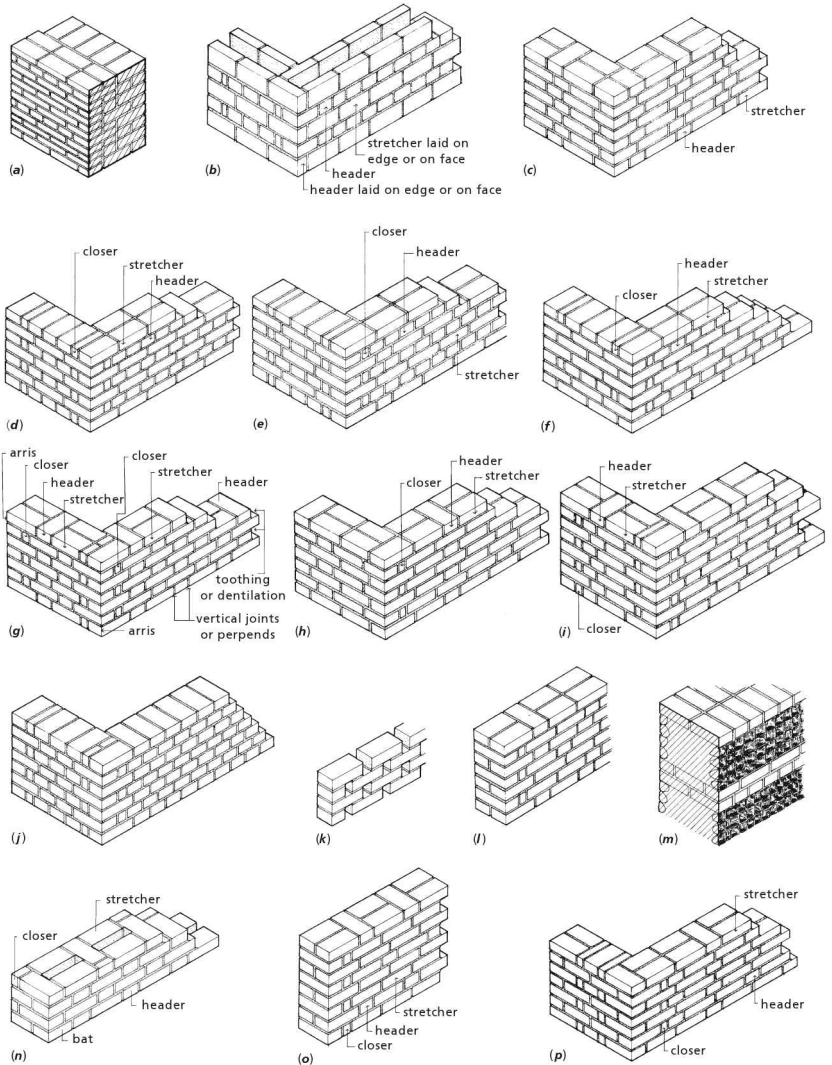 stretcher laid on
edge or on face
header
header laid on edge or on face
(a)
(b)
stretcher
header
(c)
closer
stretcher
header
(d)
closer
header
stretcher
(e)
header
stretcher
closer
(f)
arris
closer
header
stretcher
closer
stretcher
header
toothing
or dentilation
vertical joints
or perpends
arris
(g)
header
stretcher
closer
(h)
header
stretcher
closer
(i)
(j)
(k)
(l)
(m)
stretcher
closer
header
bat
(n)
stretcher
header
closer
(o)
stretcher
header
closer
(p)